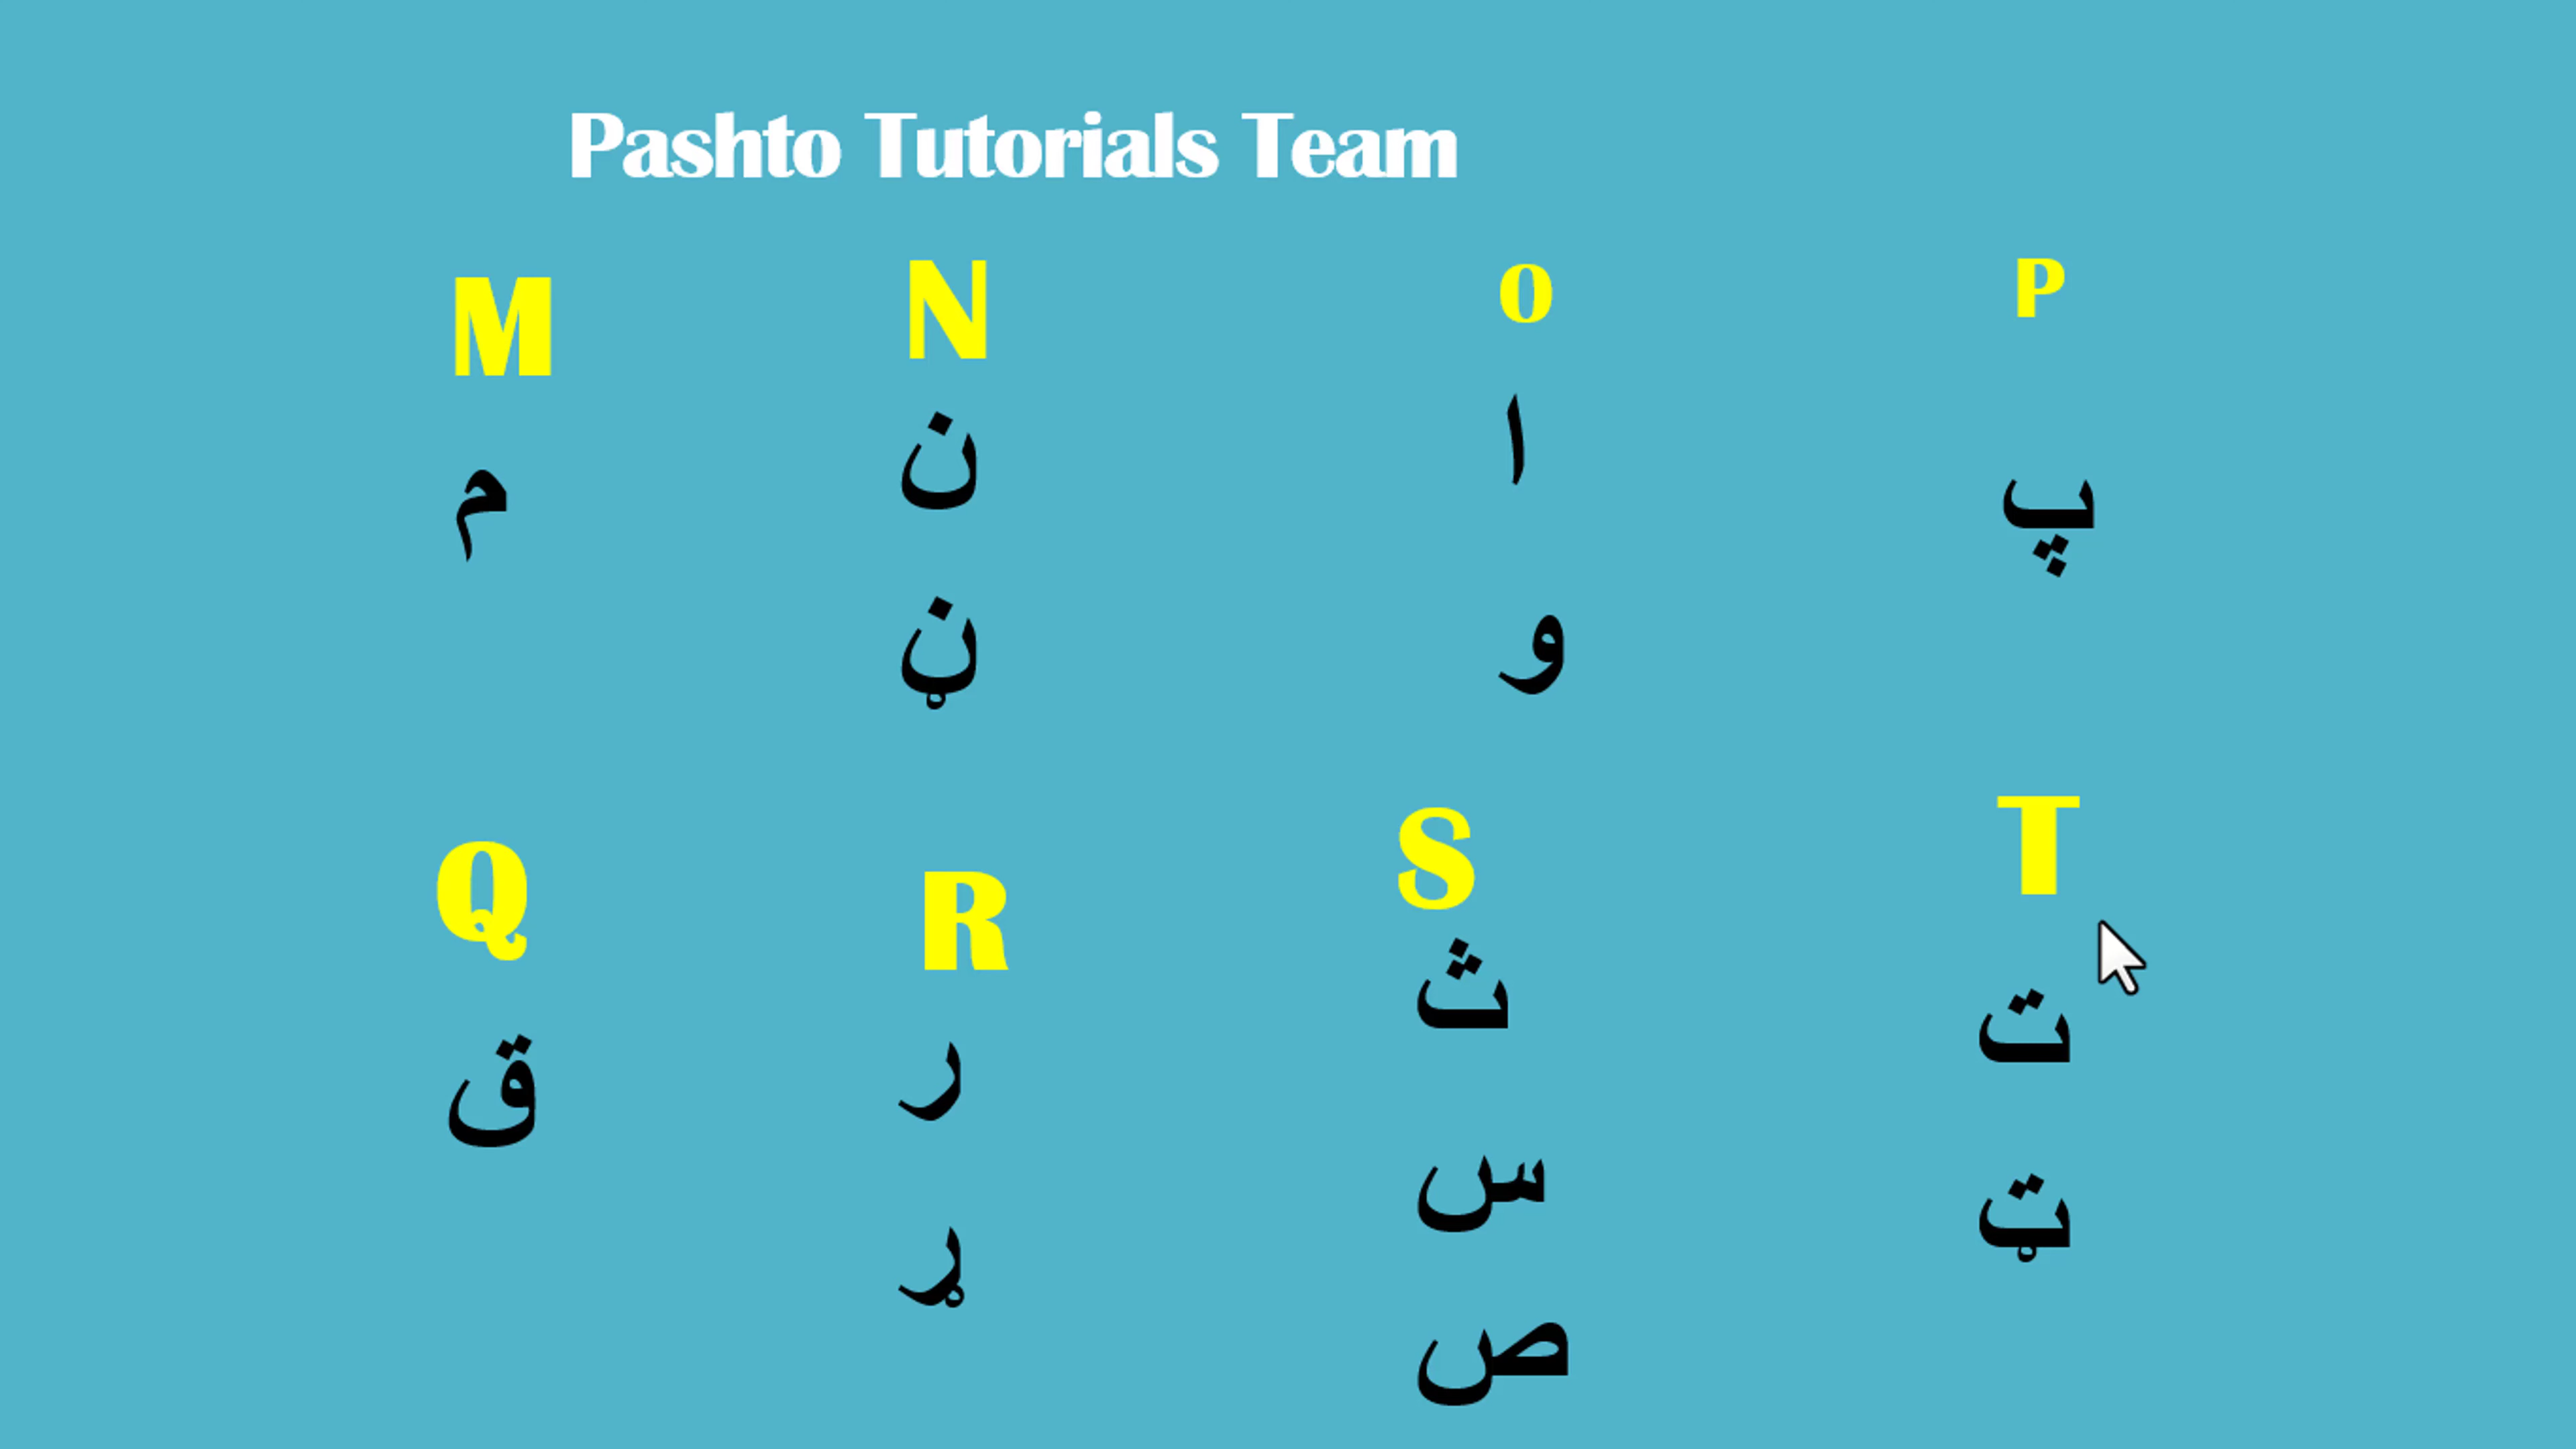 Pashto Tutorials Team
M N O P
م ن ا پ
ڼ و
Q R S T
ق ر ث ت
ړ س ټ
ص